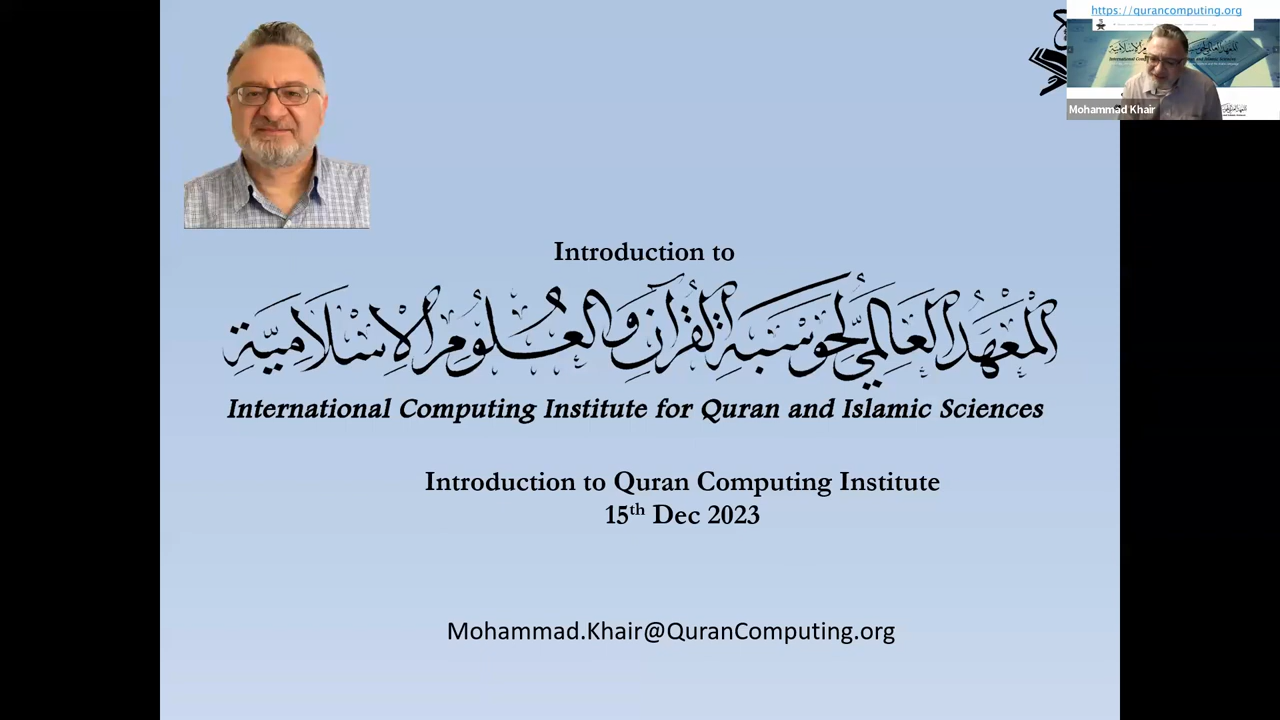 https://qurancomputing.org
Mohammad Khair
Introduction to
المعهد العالمي لحوسبة القرآن والعلوم الإسلامية
International Computing Institute for Quran and Islamic Sciences
Introduction to Quran Computing Institute
15th Dec 2023
Mohammad.Khair@QuranComputing.org